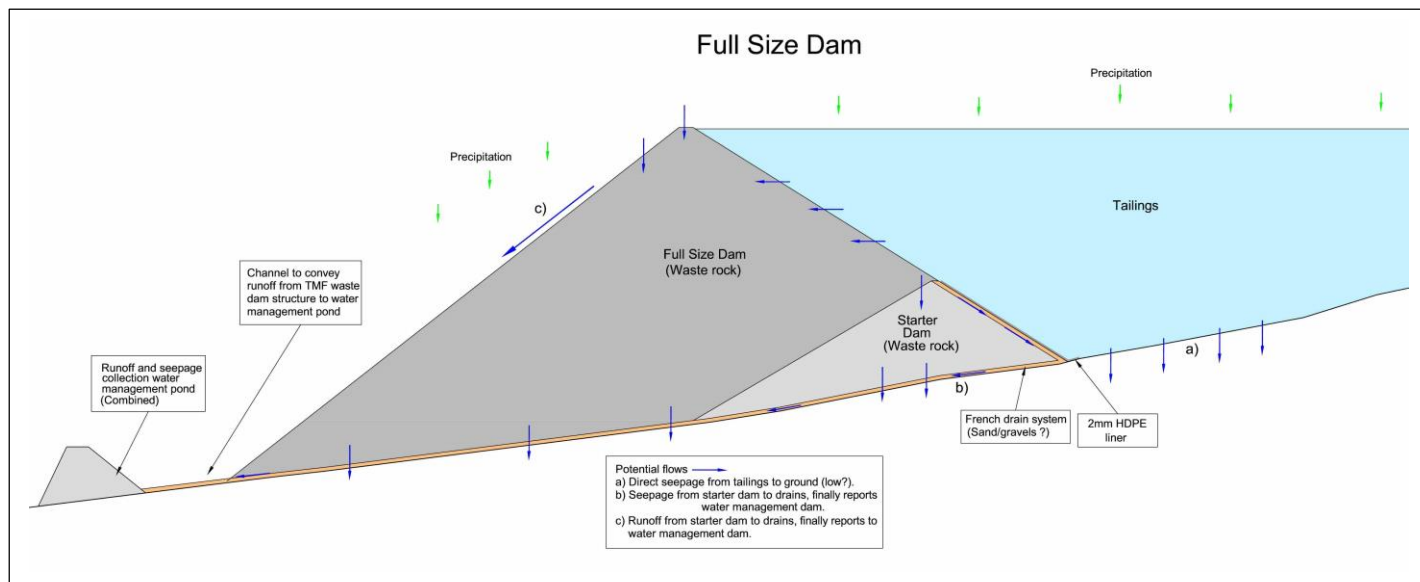 Full Size Dam
Precipitation
Precipitation
c)
Tailings
Full Size Dam
(Waste rock)
Channel to convey
runoff from TMF waste
dam structure to water
management pond
Starter
Dam
(Waste rock)
a)
Runoff and seepage
collection water
management pond
(Combined)
b)
French drain system
(Sand/gravels ?)
2mm HDPE
liner
Potential flows
a) Direct seepage from tailings to ground (low?).
b) Seepage from starter dam to drains, finally reports
water management dam.
c) Runoff from starter dam to drains, finally reports to
water management dam.